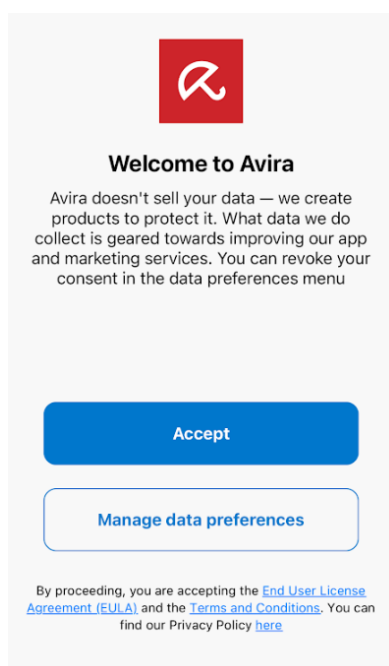 Welcome to Avira
Avira doesn't sell your data — we create
products to protect it. What data we do
collect is geared towards improving our app
and marketing services. You can revoke your
consent in the data preferences menu
Accept
Manage data preferences
By proceeding, you are accepting the End User License
Agreement (EULA) and the Terms and Conditions. You can
find our Privacy Policy here